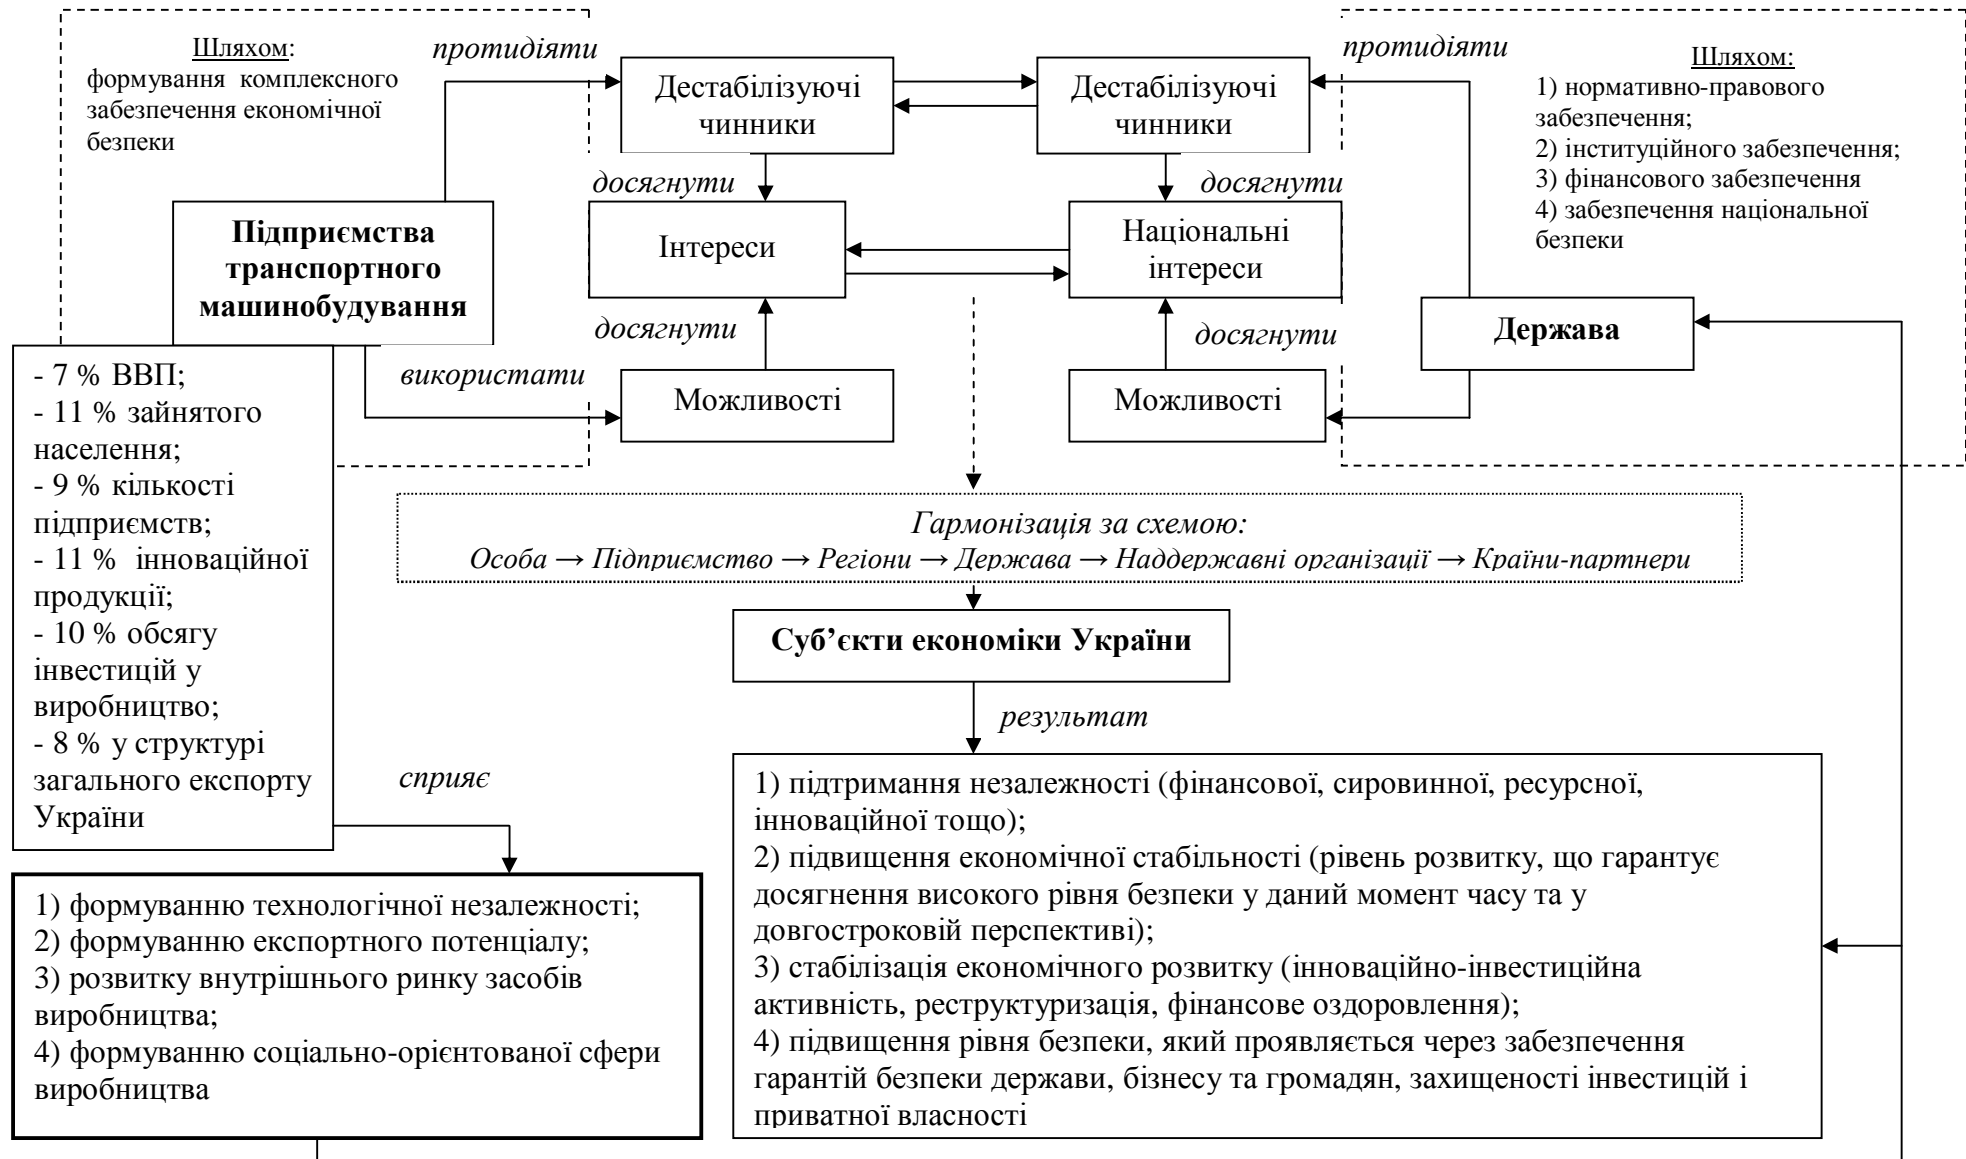 Шляхом:
формування комплексного
забезпечення економічної
безпеки
протидіяти
Дестабілізуючі
чинники
Дестабілізуючі
чинники
протидіяти
Шляхом:
1) нормативно-правового
забезпечення;
2) інституційного забезпечення;
3) фінансового забезпечення
4) забезпечення національної
безпеки
досягнути
досягнути
Підприємства
транспортного
машинобудування
Інтереси
Національні
інтереси
досягнути
досягнути
Держава
використати
Можливості
Можливості
- 7 % ВВП;
- 11 % зайнятого
населення;
- 9 % кількості
підприємств;
- 11 % інноваційної
продукції;
- 10 % обсягу
інвестицій у
виробництво;
- 8 % у структурі
загального експорту
України
Гармонізація за схемою:
Особа → Підприємство → Регіони → Держава → Наддержавні організації → Країни-партнери
Суб’єкти економіки України
результат
сприяє
1) підтримання незалежності (фінансової, сировинної, ресурсної,
інноваційної тощо);
2) підвищення економічної стабільності (рівень розвитку, що гарантує
досягнення високого рівня безпеки у даний момент часу та у
довгостроковій перспективі);
3) стабілізація економічного розвитку (інноваційно-інвестиційна
активність, реструктуризація, фінансове оздоровлення);
4) підвищення рівня безпеки, який проявляється через забезпечення
гарантій безпеки держави, бізнесу та громадян, захищеності інвестицій і
приватної власності
1) формуванню технологічної незалежності;
2) формуванню експортного потенціалу;
3) розвитку внутрішнього ринку засобів
виробництва;
4) формуванню соціально-орієнтованої сфери
виробництва